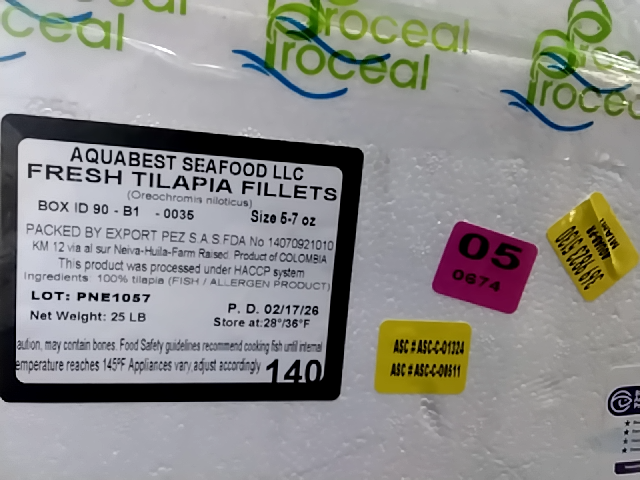 Proceal
Proceal
Proceal
Proceal
AQUABEST SEAFOOD LLC
FRESH TILAPIA FILLETS
(Oreochromis niloticus)
BOX ID 90 - B1 - 0035 Size 5-7 oz
PACKED BY EXPORT PEZ S.A.S.FDA No 14070921010
KM 12 via al sur Neiva-Huila-Farm Raised. Product of COLOMBIA
This product was processed under HACCP system
Ingredients: 100% tilapia (FISH / ALLERGEN PRODUCT)
LOT: PNE1057
P. D. 02/17/26
Net Weight: 25 LB
Store at:28°/36°F
aution, may contain bones. Food Safety guidelines recommend cooking fish until internal
emperature reaches 145ºF Appliances vary,adjust accordingly
140
05
0674
ASC # ASC-C-01324
ASC # ASC-C-00511
MIAMI